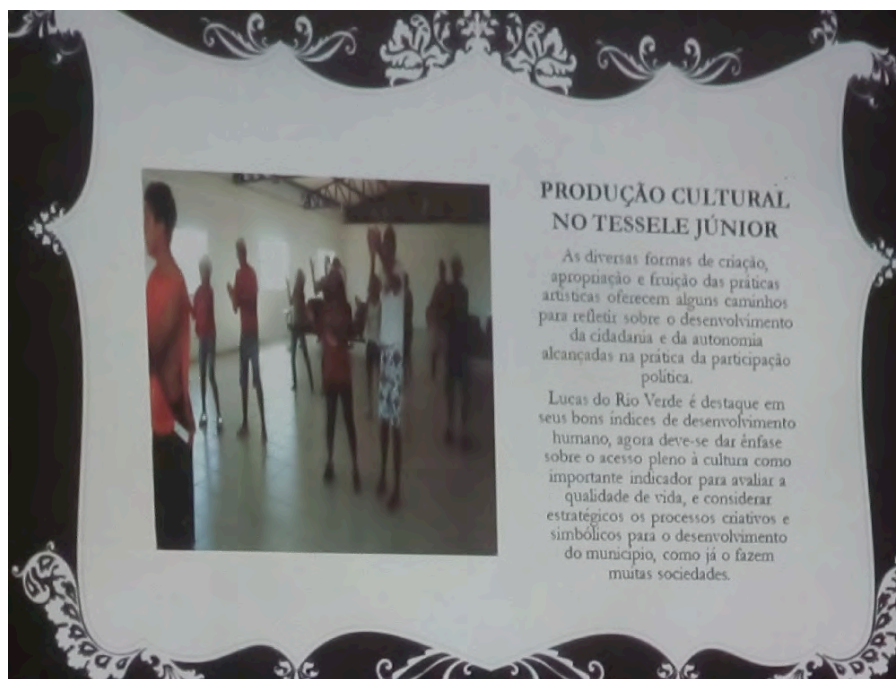 PRODUÇÃO CULTURAL
NO TESSELE JÚNIOR
As diversas formas de criação,
apropriação e fruição das práticas
artísticas oferecem alguns caminhos
para refletir sobre o desenvolvimento
da cidadania e da autonomia
alcançadas na prática da participação
política.
Lucas do Rio Verde é destaque em
seus bons índices de desenvolvimento
humano, agora deve-se dar ênfase
sobre o acesso pleno à cultura como
importante indicador para avaliar a
qualidade de vida, e considerar
estratégicos os processos criativos e
simbólicos para o desenvolvimento
do município, como já o fazem
muitas sociedades.